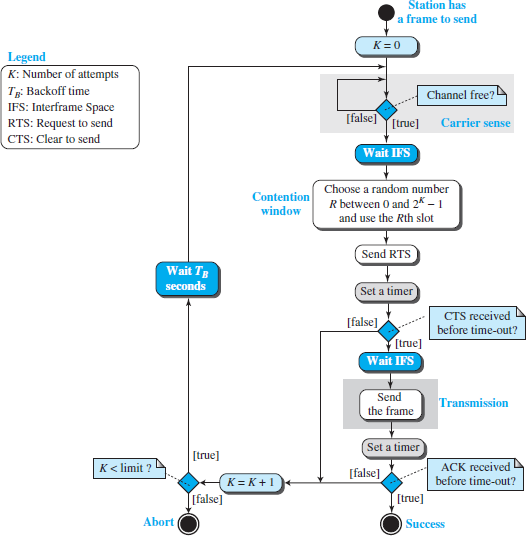 Station has
a frame to send
K = 0
Legend
K: Number of attempts
T_B: Backoff time
IFS: Interframe Space
RTS: Request to send
CTS: Clear to send
Channel free?
[false]
[true]
Carrier sense
Wait IFS
Contention
window
Choose a random number
R between 0 and 2^K − 1
and use the Rth slot
Send RTS
Wait T_B
seconds
Set a timer
[false]
CTS received
before time-out?
[true]
Wait IFS
Send
the frame
Transmission
Set a timer
[true]
K < limit ?
K = K + 1
[false]
ACK received
before time-out?
[false]
[true]
Abort
Success